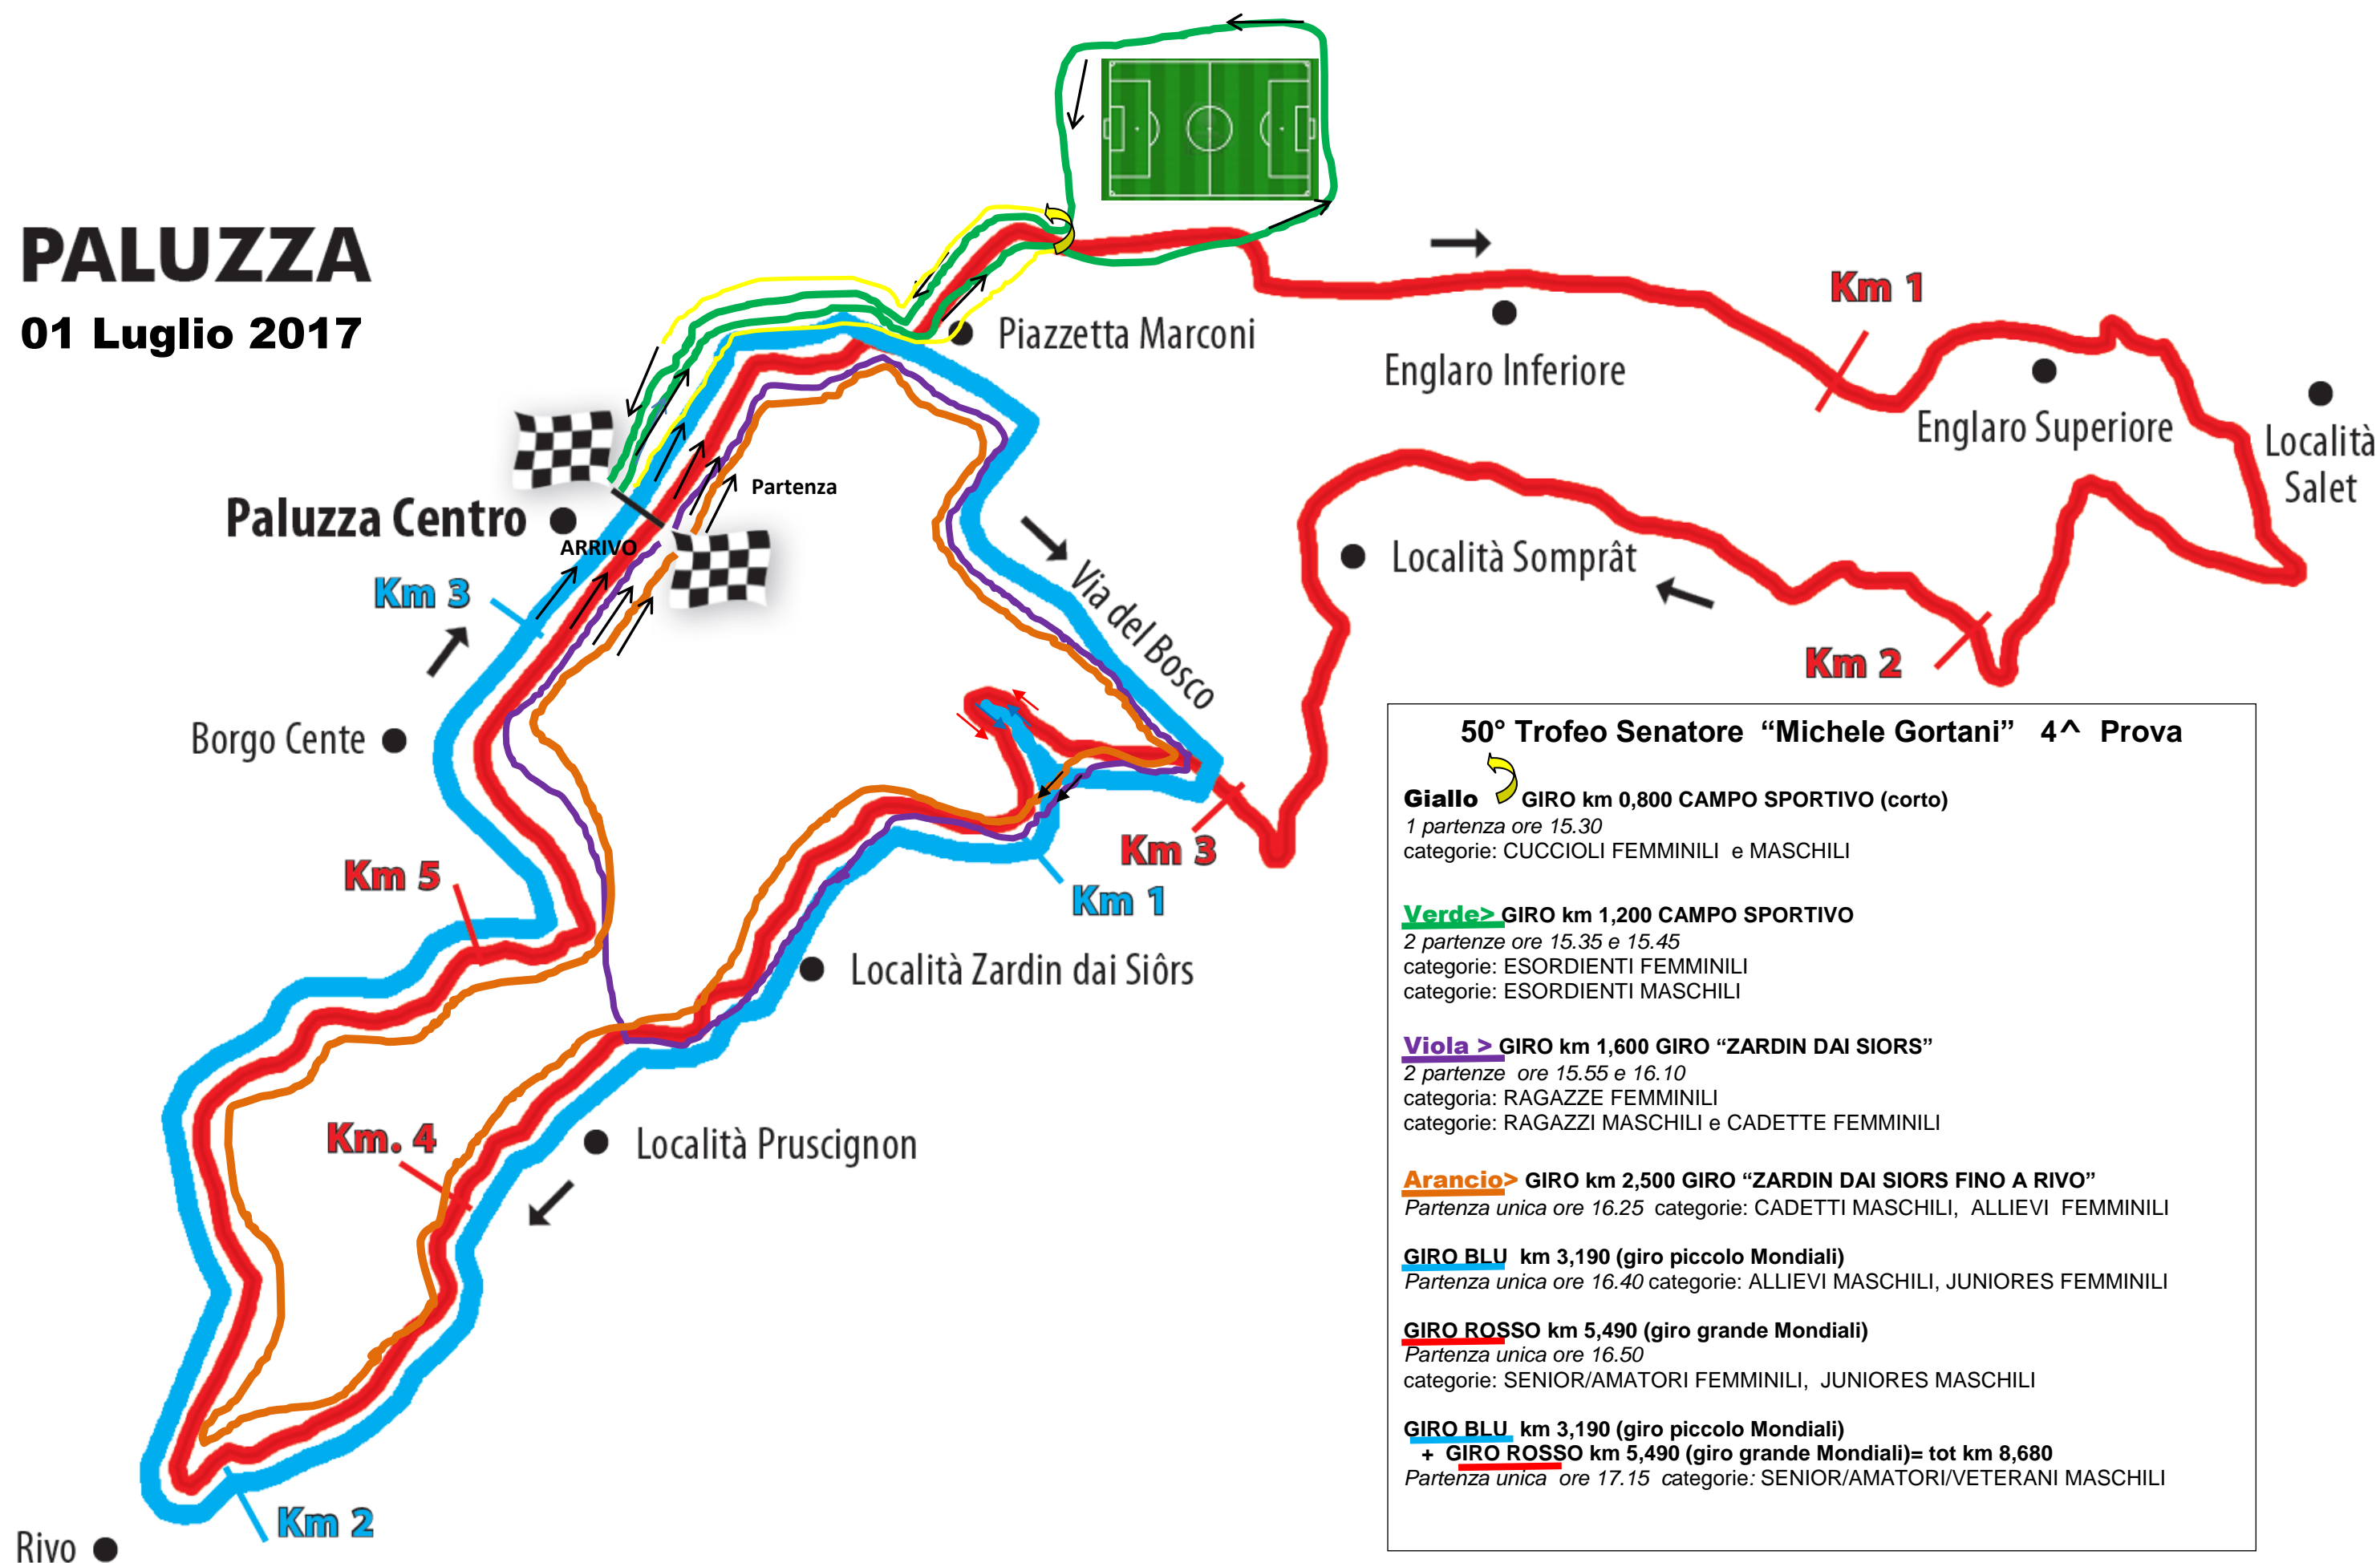 PALUZZA
01 Luglio 2017
Piazzetta Marconi
Englaro Inferiore
Km 1
Englaro Superiore
Località
Salet
Partenza
Paluzza Centro
ARRIVO
Km 3
Via del Bosco
Località Somprât
Km 2
Borgo Cente
Km 3
Km 1
Km 5
Località Zardin dai Siôrs
Km. 4
Località Pruscignon
Km 2
Rivo
50° Trofeo Senatore “Michele Gortani” 4^ Prova
Giallo GIRO km 0,800 CAMPO SPORTIVO (corto)
1 partenza ore 15.30
categorie: CUCCIOLI FEMMINILI e MASCHILI
Verde> GIRO km 1,200 CAMPO SPORTIVO
2 partenze ore 15.35 e 15.45
categorie: ESORDIENTI FEMMINILI
categorie: ESORDIENTI MASCHILI
Viola > GIRO km 1,600 GIRO “ZARDIN DAI SIORS”
2 partenze ore 15.55 e 16.10
categoria: RAGAZZE FEMMINILI
categorie: RAGAZZI MASCHILI e CADETTE FEMMINILI
Arancio> GIRO km 2,500 GIRO “ZARDIN DAI SIORS FINO A RIVO”
Partenza unica ore 16.25 categorie: CADETTI MASCHILI, ALLIEVI FEMMINILI
GIRO BLU km 3,190 (giro piccolo Mondiali)
Partenza unica ore 16.40 categorie: ALLIEVI MASCHILI, JUNIORES FEMMINILI
GIRO ROSSO km 5,490 (giro grande Mondiali)
Partenza unica ore 16.50
categorie: SENIOR/AMATORI FEMMINILI, JUNIORES MASCHILI
GIRO BLU km 3,190 (giro piccolo Mondiali)
+ GIRO ROSSO km 5,490 (giro grande Mondiali)= tot km 8,680
Partenza unica ore 17.15 categorie: SENIOR/AMATORI/VETERANI MASCHILI